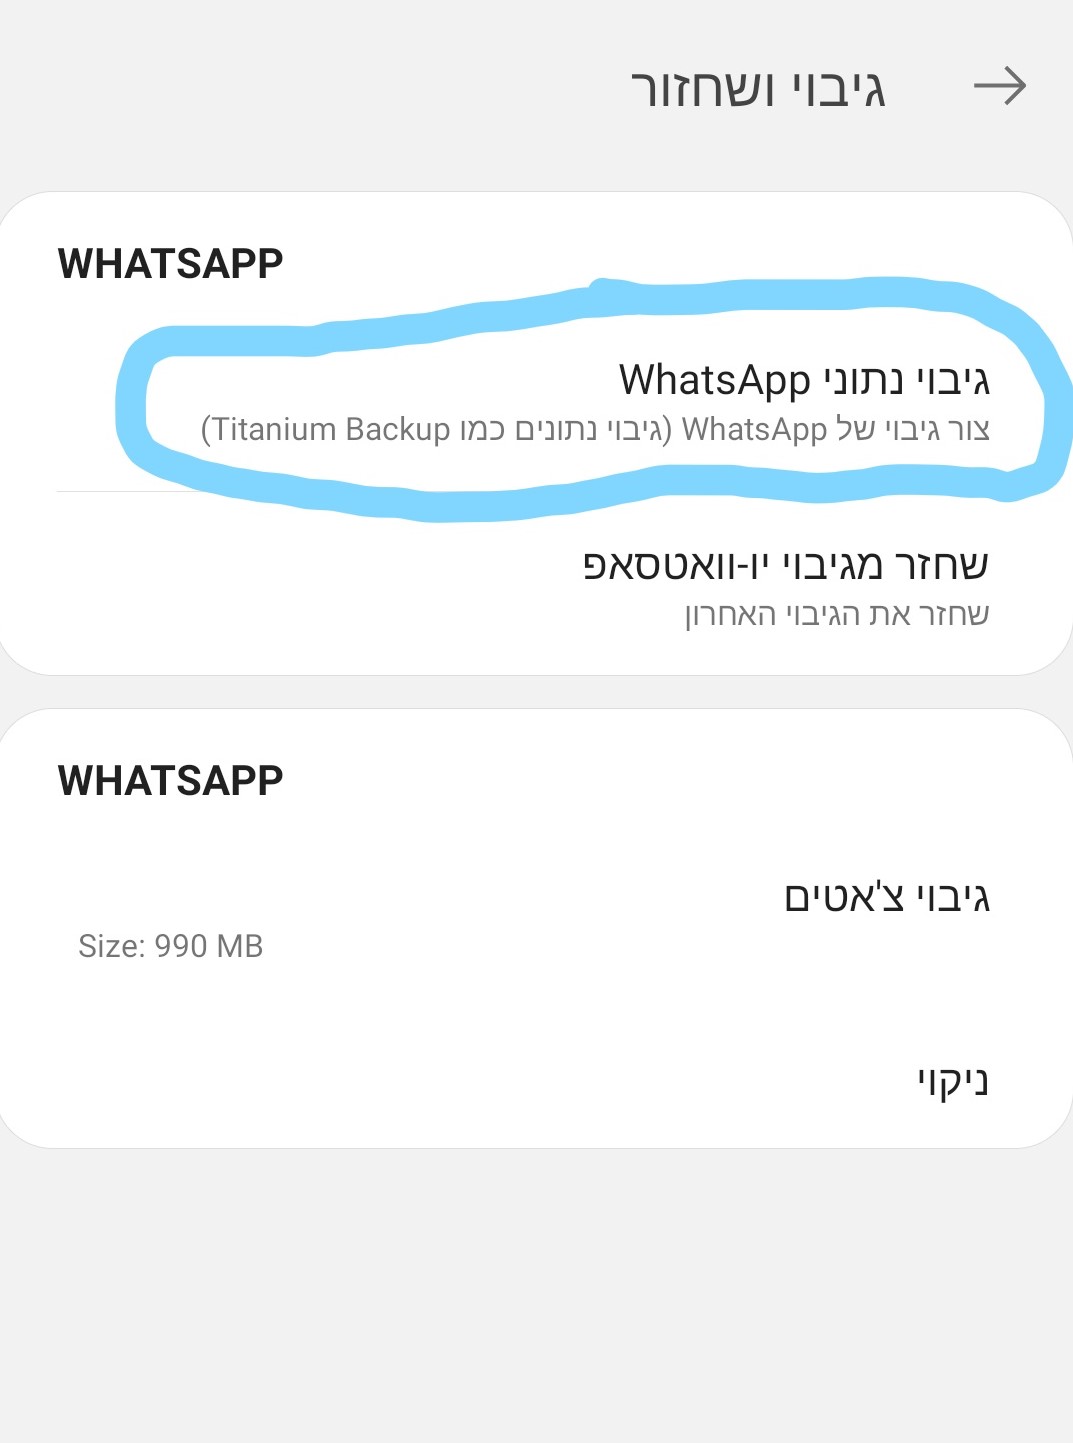 גיבוי ושחזור
WHATSAPP
גיבוי נתוני WhatsApp
צור גיבוי של WhatsApp (גיבוי נתונים כמו Titanium Backup)
שחזר מגיבוי יו-וואטסאפ
שחזר את הגיבוי האחרון
WHATSAPP
גיבוי צ'אטים
Size: 990 MB
ניקוי